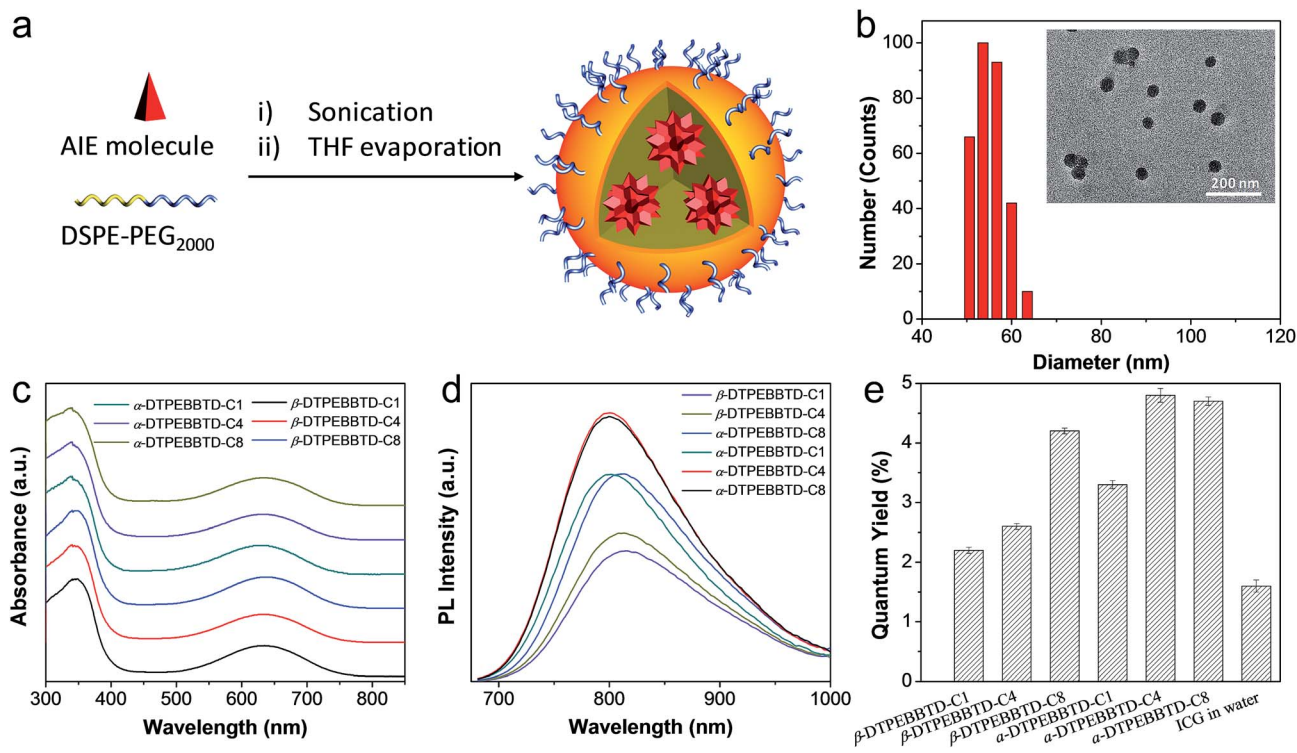 a
AIE molecule
DSPE-PEG2000
i) Sonication
ii) THF evaporation
b
Number (Counts)
100
80
60
40
20
0
40 60 80 100 120
Diameter (nm)
200 nm
c
Absorbance (a.u.)
α-DTPEBBTD-C1 β-DTPEBBTD-C1
α-DTPEBBTD-C4 β-DTPEBBTD-C4
α-DTPEBBTD-C8 β-DTPEBBTD-C8
300 400 500 600 700 800
Wavelength (nm)
d
PL Intensity (a.u.)
β-DTPEBBTD-C1
β-DTPEBBTD-C4
α-DTPEBBTD-C8
α-DTPEBBTD-C1
α-DTPEBBTD-C4
α-DTPEBBTD-C8
700 800 900 1000
Wavelength (nm)
e
Quantum Yield (%)
5
4
3
2
1
0
β-DTPEBBTD-C1
β-DTPEBBTD-C4
β-DTPEBBTD-C8
α-DTPEBBTD-C1
α-DTPEBBTD-C4
α-DTPEBBTD-C8
ICG in water